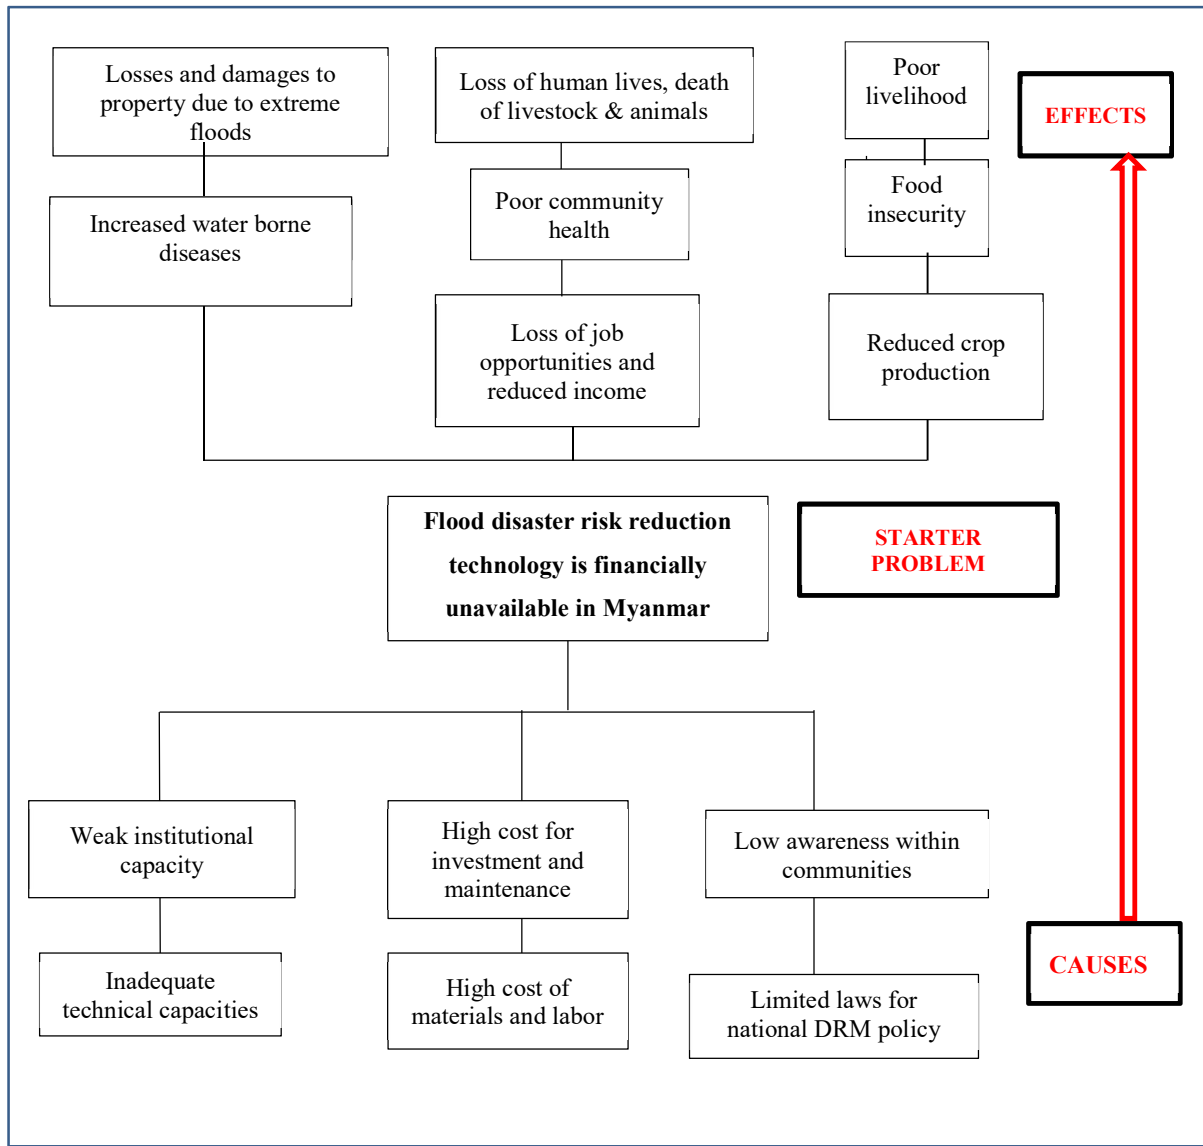 Losses and damages to
property due to extreme
floods
Loss of human lives, death
of livestock & animals
Poor
livelihood
EFFECTS
Increased water borne
diseases
Poor community
health
Food
insecurity
Loss of job
opportunities and
reduced income
Reduced crop
production
Flood disaster risk reduction
technology is financially
unavailable in Myanmar
STARTER
PROBLEM
Weak institutional
capacity
High cost for
investment and
maintenance
Low awareness within
communities
Inadequate
technical capacities
High cost of
materials and labor
Limited laws for
national DRM policy
CAUSES